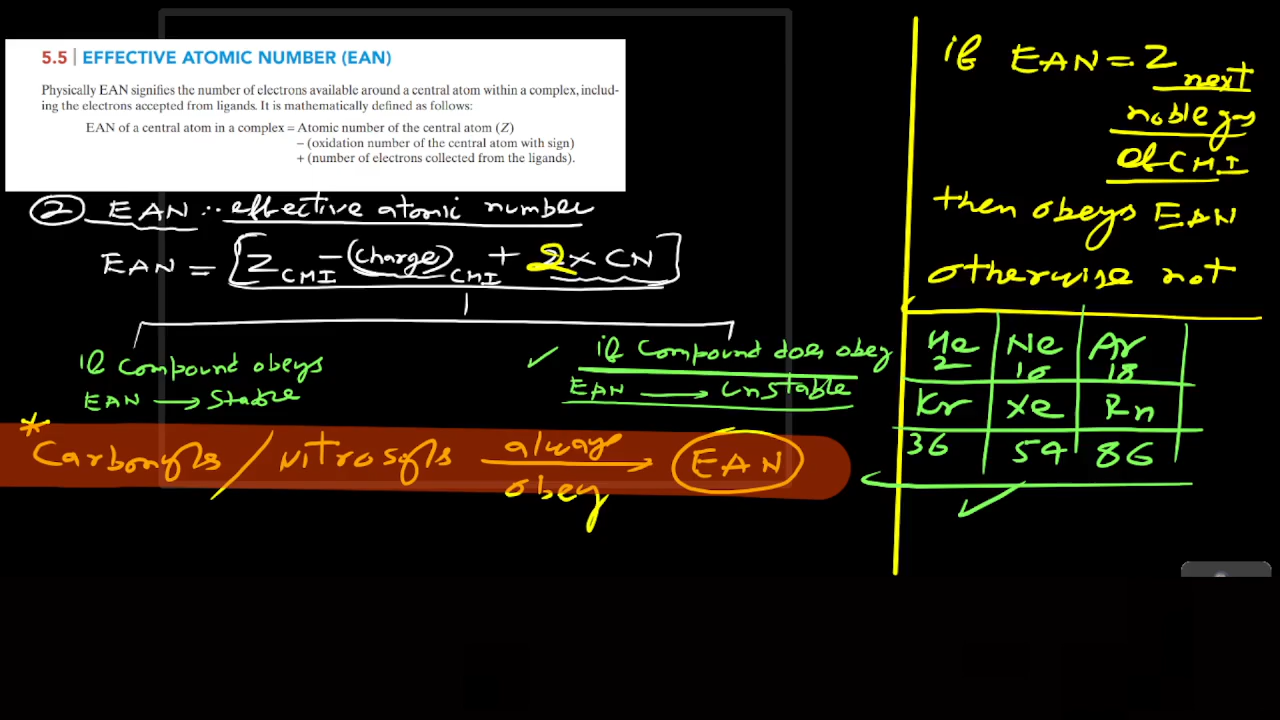 5.5 | EFFECTIVE ATOMIC NUMBER (EAN)
Physically EAN signifies the number of electrons available around a central atom within a complex, includ-
ing the electrons accepted from ligands. It is mathematically defined as follows:
EAN of a central atom in a complex = Atomic number of the central atom (Z)
− (oxidation number of the central atom with sign)
+ (number of electrons collected from the ligands).
② EAN :. effective atomic number
EAN = [Z CMI - (charge) CMI + 2 x CN]
if compound obeys
EAN → Stable
✓ if compound does obey
EAN → unstable
* Carbonyls / nitrosyls always obey → EAN
if EAN = Z next
noble gas
of CMI
then obeys EAN
otherwise not
He Ne Ar
2 10 18
Kr Xe Rn
36 54 86
✓